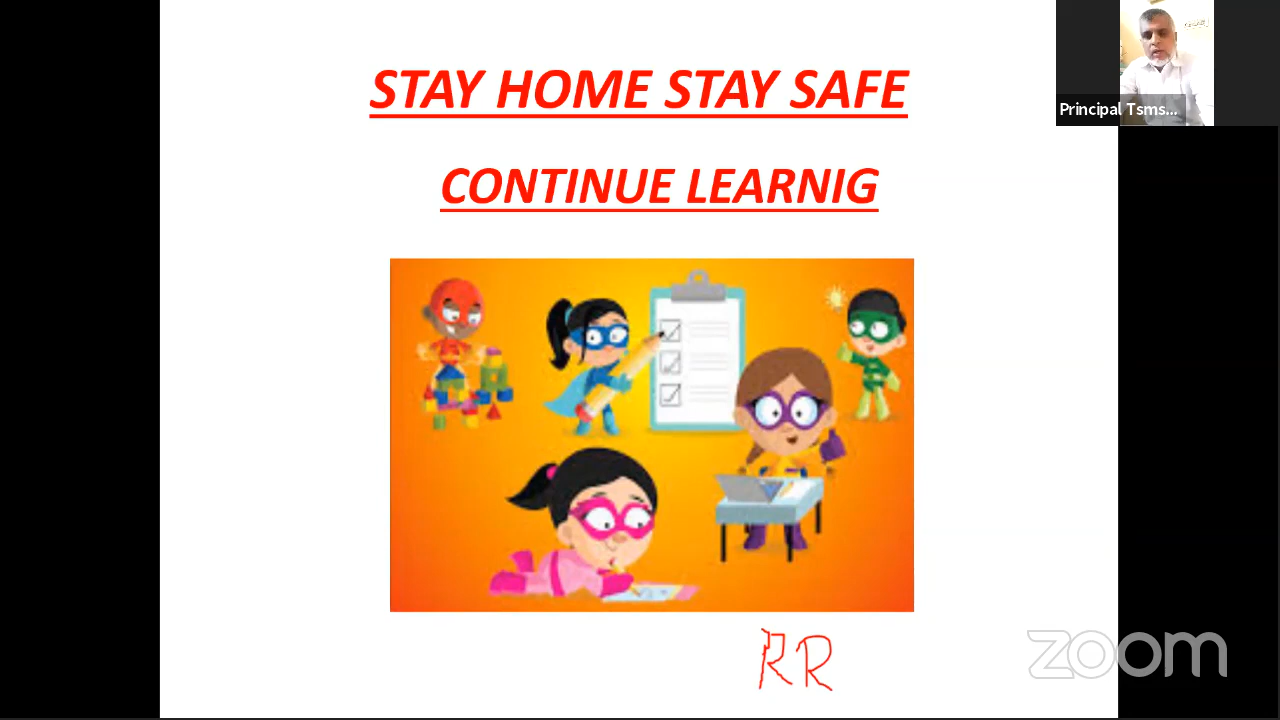 STAY HOME STAY SAFE
Principal Tsms...
CONTINUE LEARNIG
RR
zoom